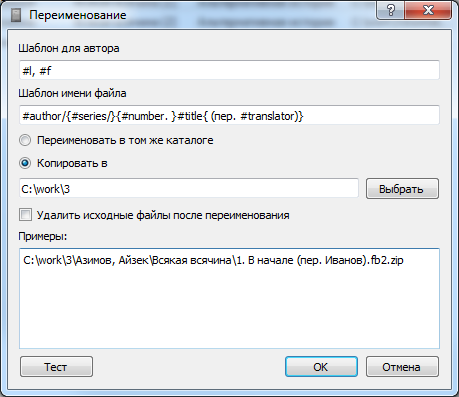 Переименование
Шаблон для автора
#l, #f
Шаблон имени файла
#author/{#series/}{#number. }#title{ (пер. #translator)}
Переименовать в том же каталоге
Копировать в
C:\work\3
Выбрать
Удалить исходные файлы после переименования
Примеры:
C:\work\3\Азимов, Айзек\Всякая всячина\1. В начале (пер. Иванов).fb2.zip
Тест
OK
Отмена